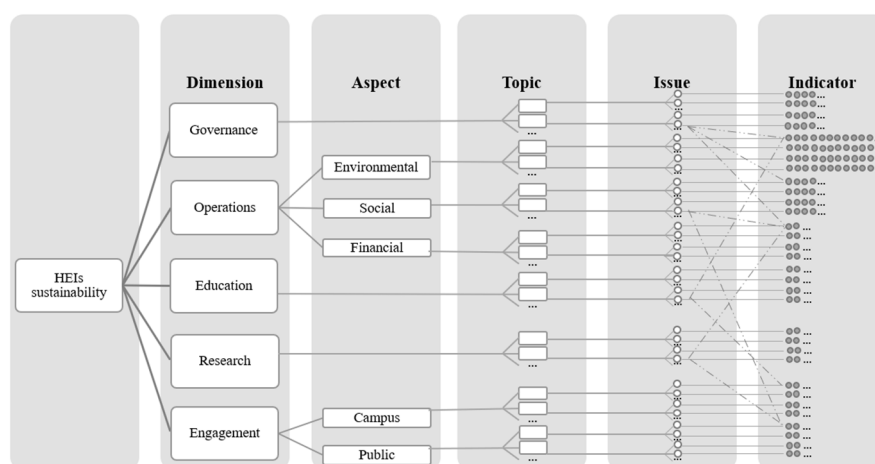 Dimension
Aspect
Topic
Issue
Indicator
Governance
Operations
Environmental
Social
Financial
HEIs
sustainability
Education
Research
Engagement
Campus
Public